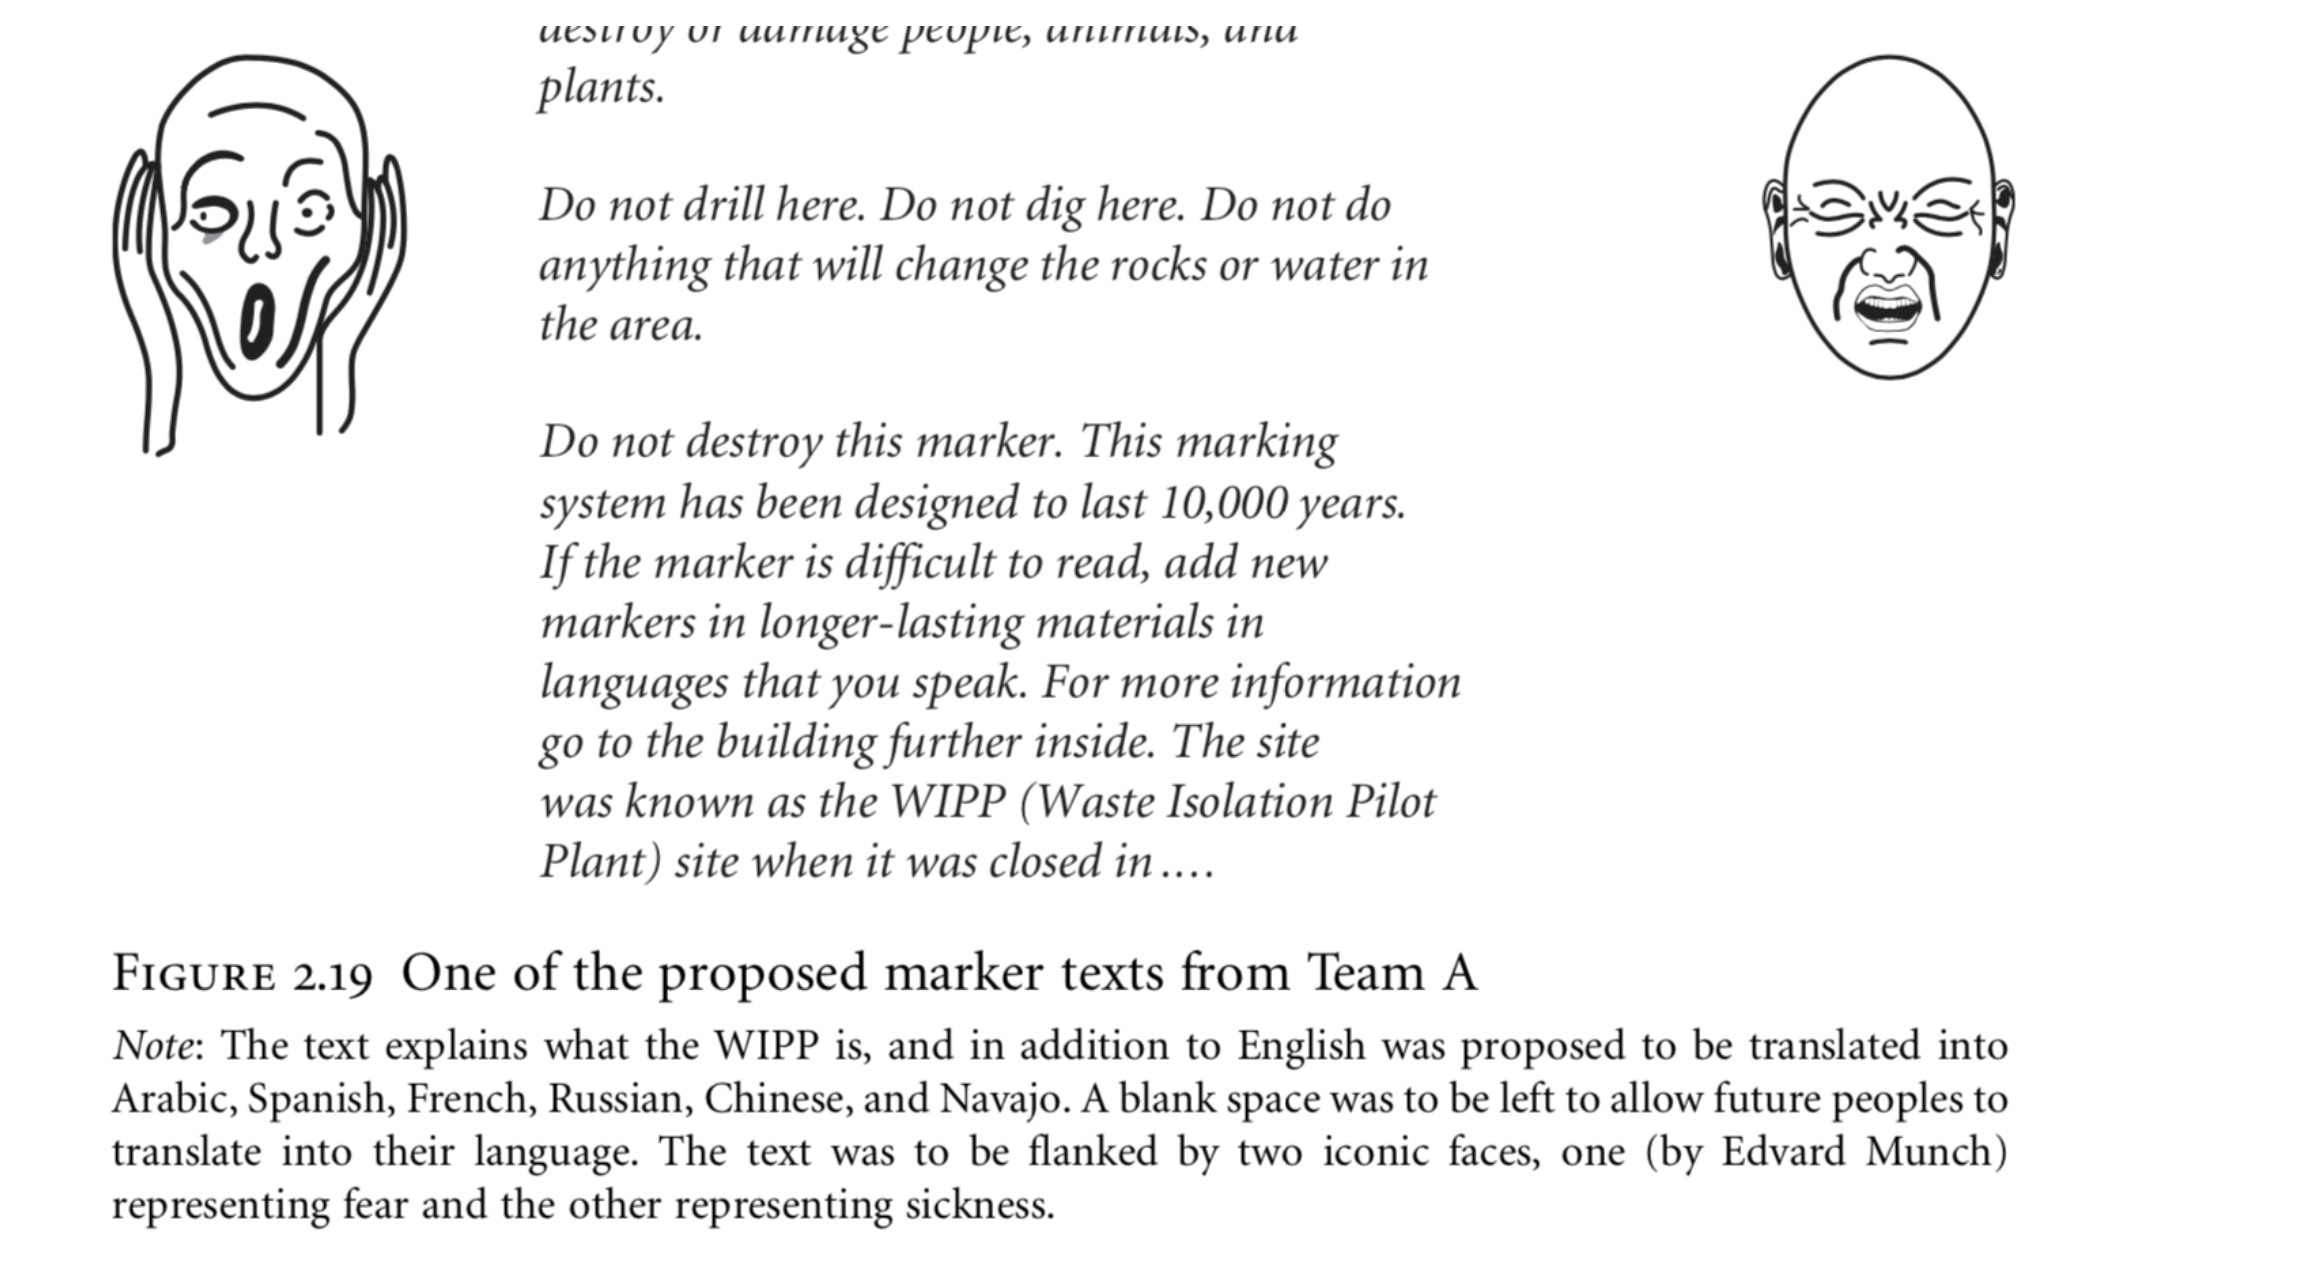 destroy or damage people, animals, and
plants.
Do not drill here. Do not dig here. Do not do
anything that will change the rocks or water in
the area.
Do not destroy this marker. This marking
system has been designed to last 10,000 years.
If the marker is difficult to read, add new
markers in longer-lasting materials in
languages that you speak. For more information
go to the building further inside. The site
was known as the WIPP (Waste Isolation Pilot
Plant) site when it was closed in ....
FIGURE 2.19 One of the proposed marker texts from Team A
Note: The text explains what the WIPP is, and in addition to English was proposed to be translated into
Arabic, Spanish, French, Russian, Chinese, and Navajo. A blank space was to be left to allow future peoples to
translate into their language. The text was to be flanked by two iconic faces, one (by Edvard Munch)
representing fear and the other representing sickness.